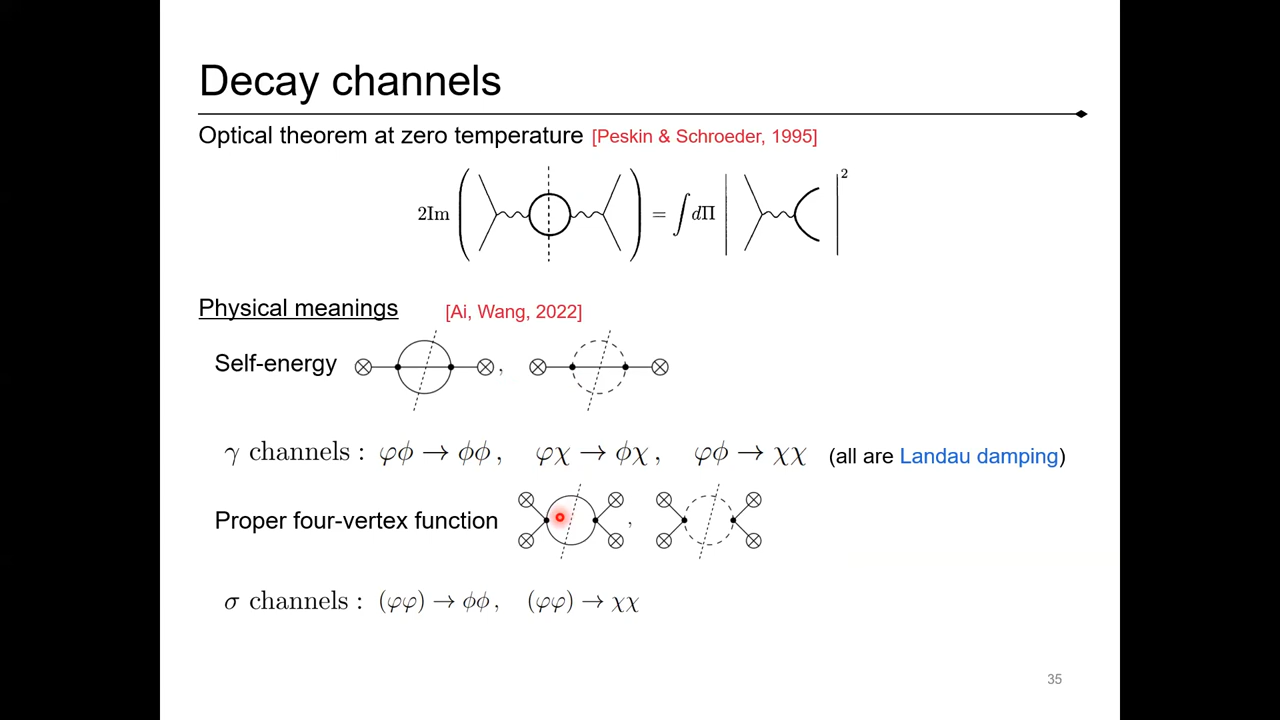 Decay channels
Optical theorem at zero temperature [Peskin & Schroeder, 1995]
2Im ( ) = ∫ dΠ | |²
Physical meanings [Ai, Wang, 2022]
Self-energy ,
γ channels : φϕ → ϕϕ , φχ → ϕχ , φϕ → χχ (all are Landau damping)
Proper four-vertex function ,
σ channels : (φφ) → ϕϕ , (φφ) → χχ
35